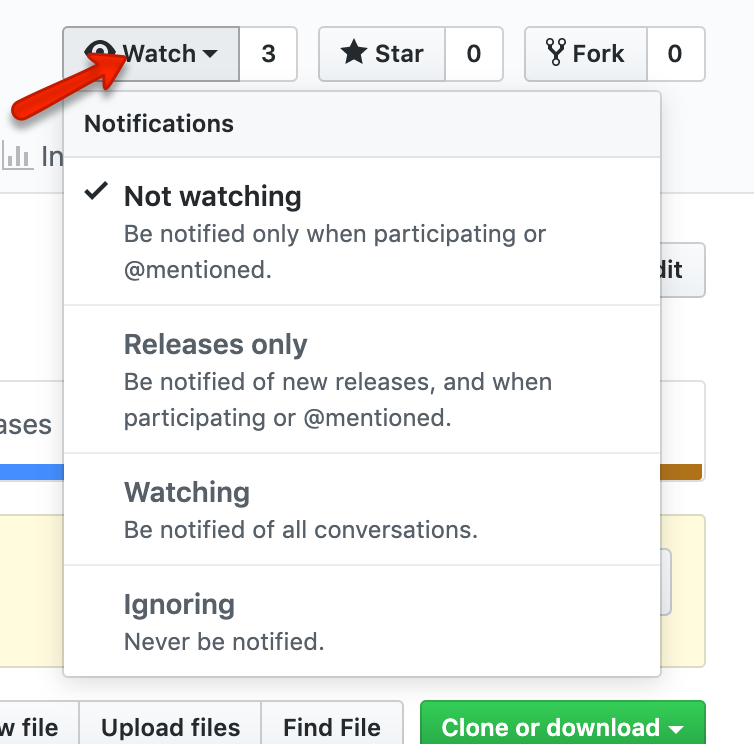 Watch 3 Star 0 Fork 0
Notifications
In
Not watching
Be notified only when participating or
@mentioned.
dit
Releases only
Be notified of new releases, and when
participating or @mentioned.
ases
Watching
Be notified of all conversations.
Ignoring
Never be notified.
w file Upload files Find File Clone or download